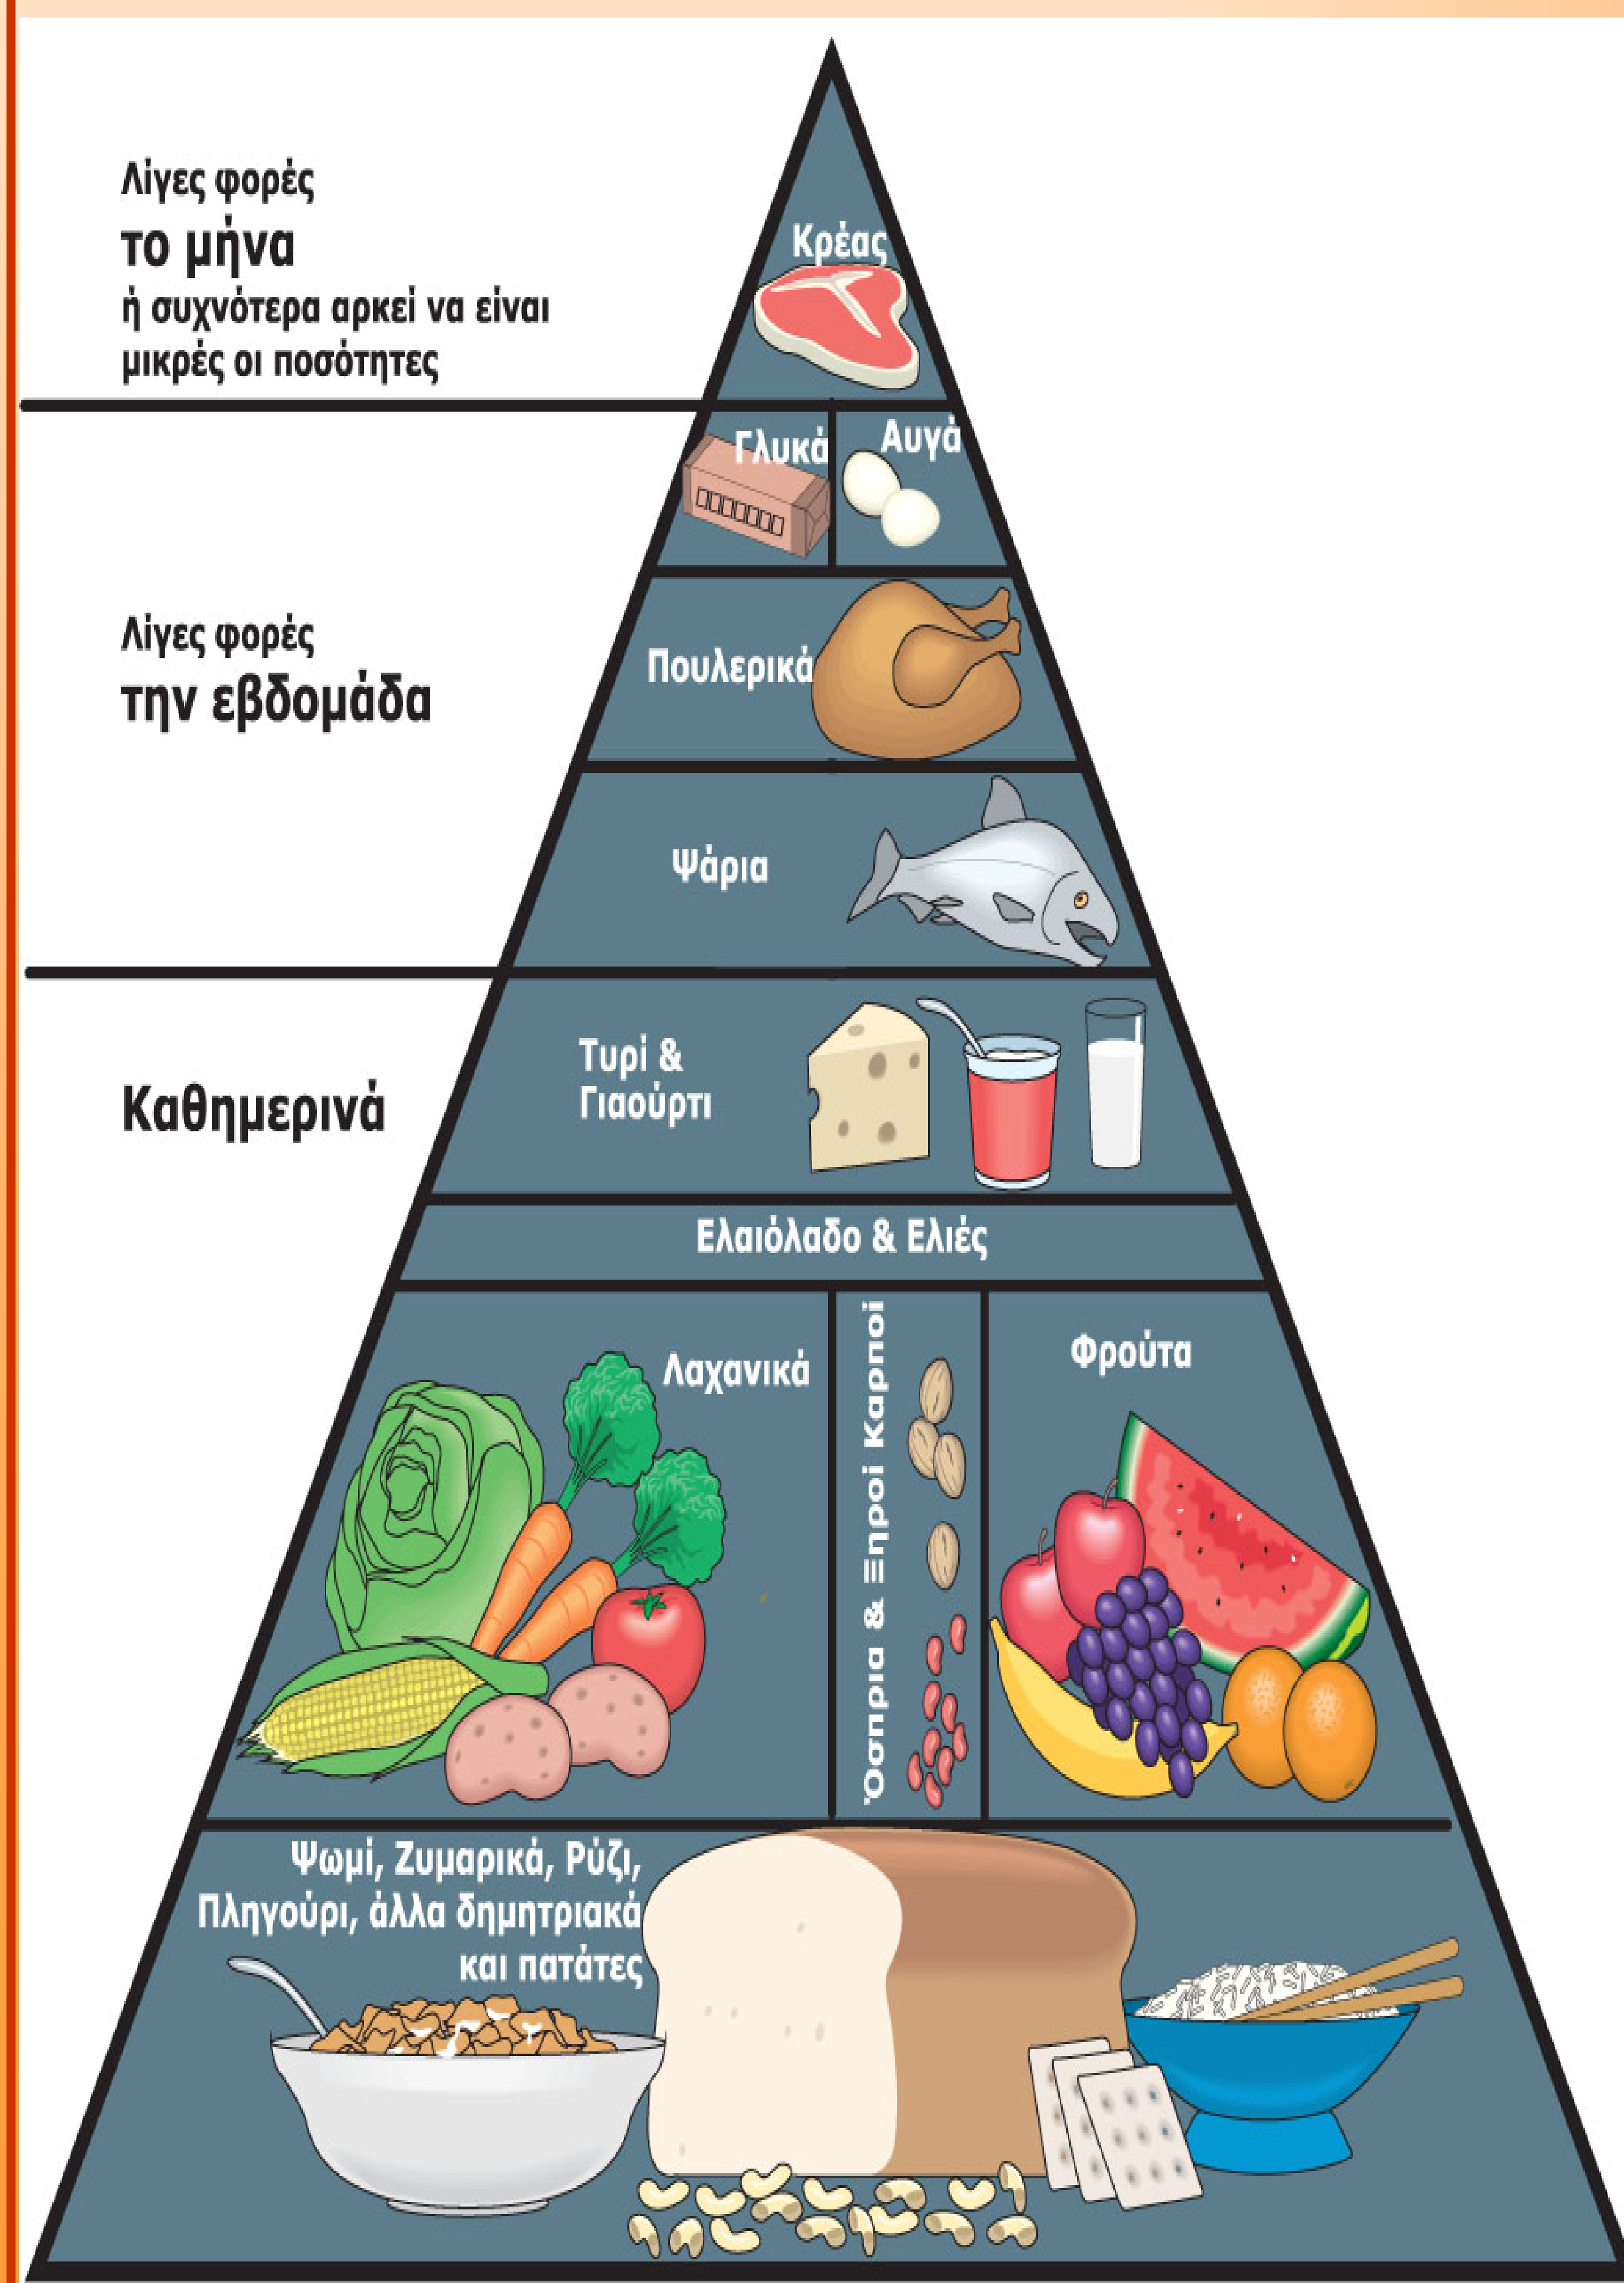 Λίγες φορές
το μήνα
ή συχνότερα αρκεί να είναι
μικρές οι ποσότητες
Κρέας
Γλυκά
Αυγά
Λίγες φορές
την εβδομάδα
Πουλερικά
Ψάρια
Καθημερινά
Τυρί &
Γιαούρτι
Ελαιόλαδο & Ελιές
Λαχανικά
Όσπρια & Ξηροί Καρποί
Φρούτα
Ψωμί, Ζυμαρικά, Ρύζι,
Πληγούρι, άλλα δημητριακά
και πατάτες